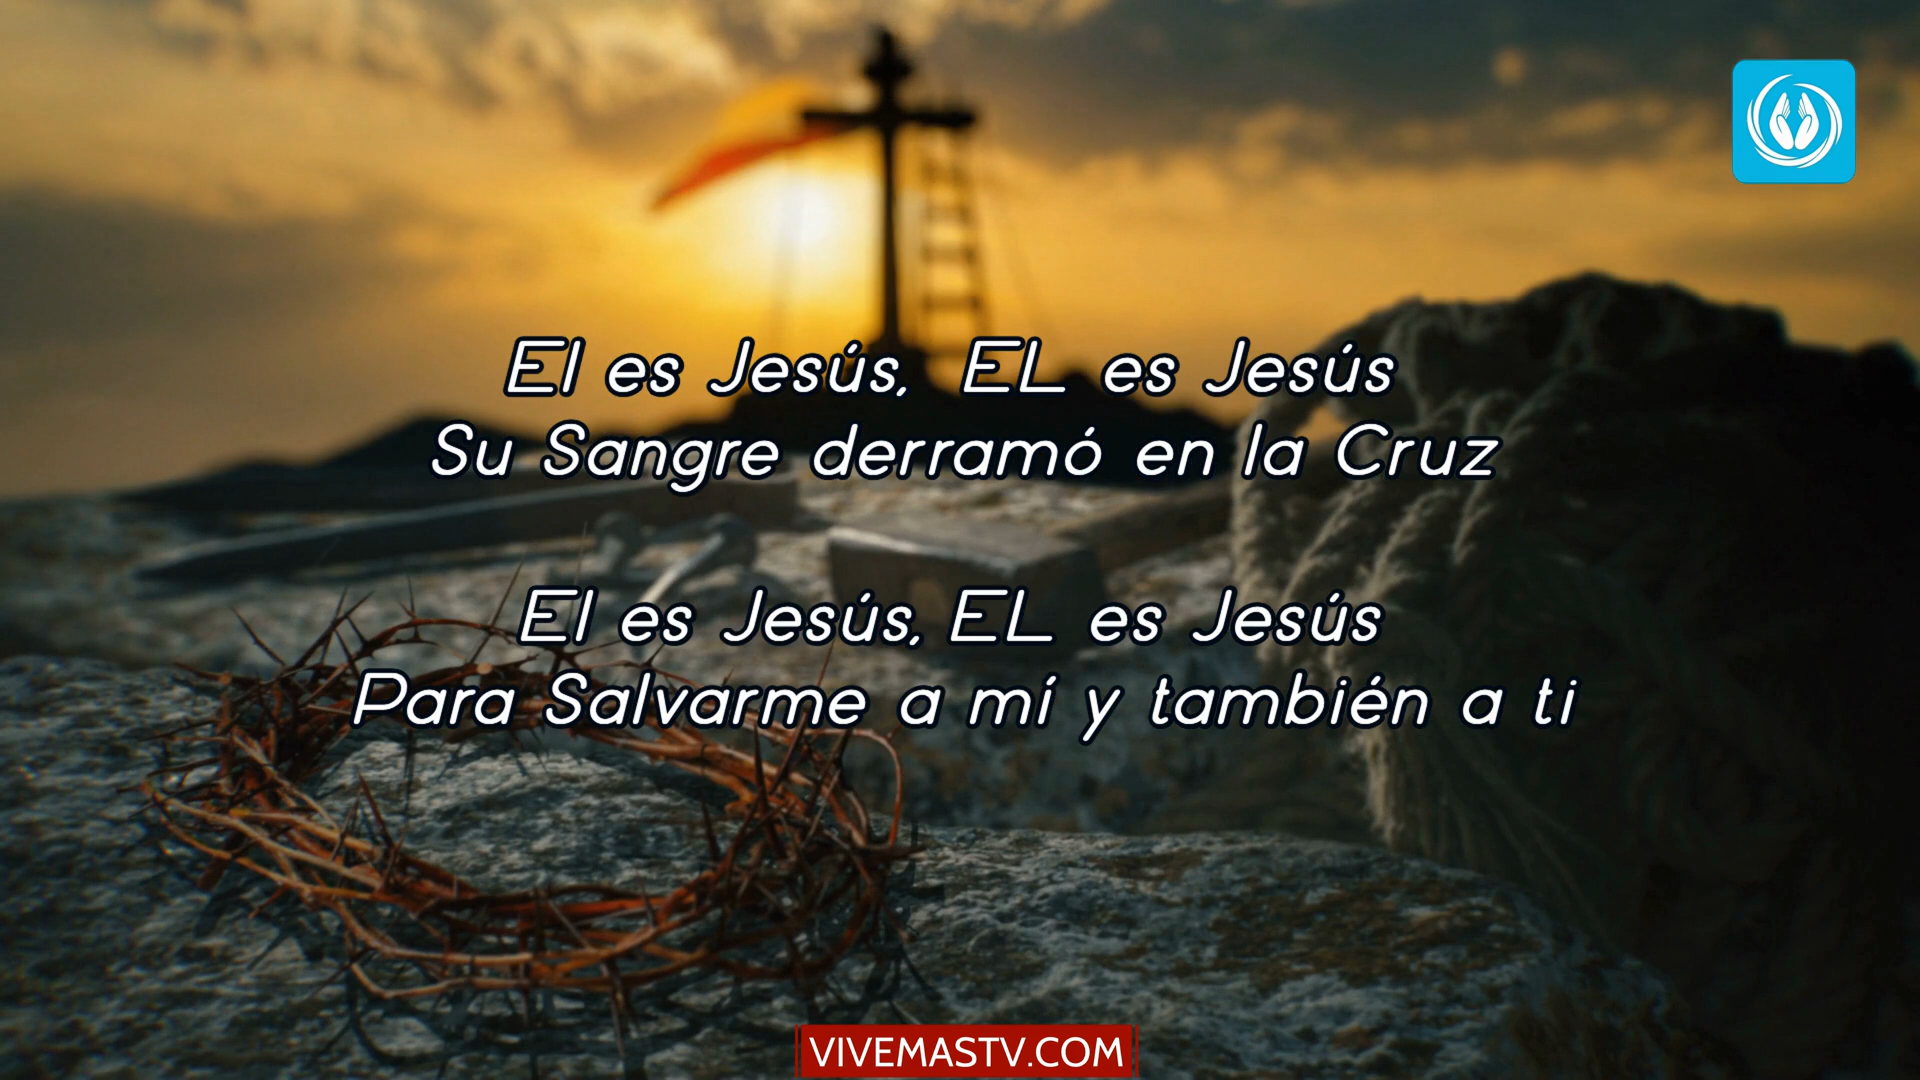 El es Jesús, EL es Jesús
Su Sangre derramó en la Cruz
El es Jesús, EL es Jesús
Para Salvarme a mí y también a ti
VIVEMASTV.COM